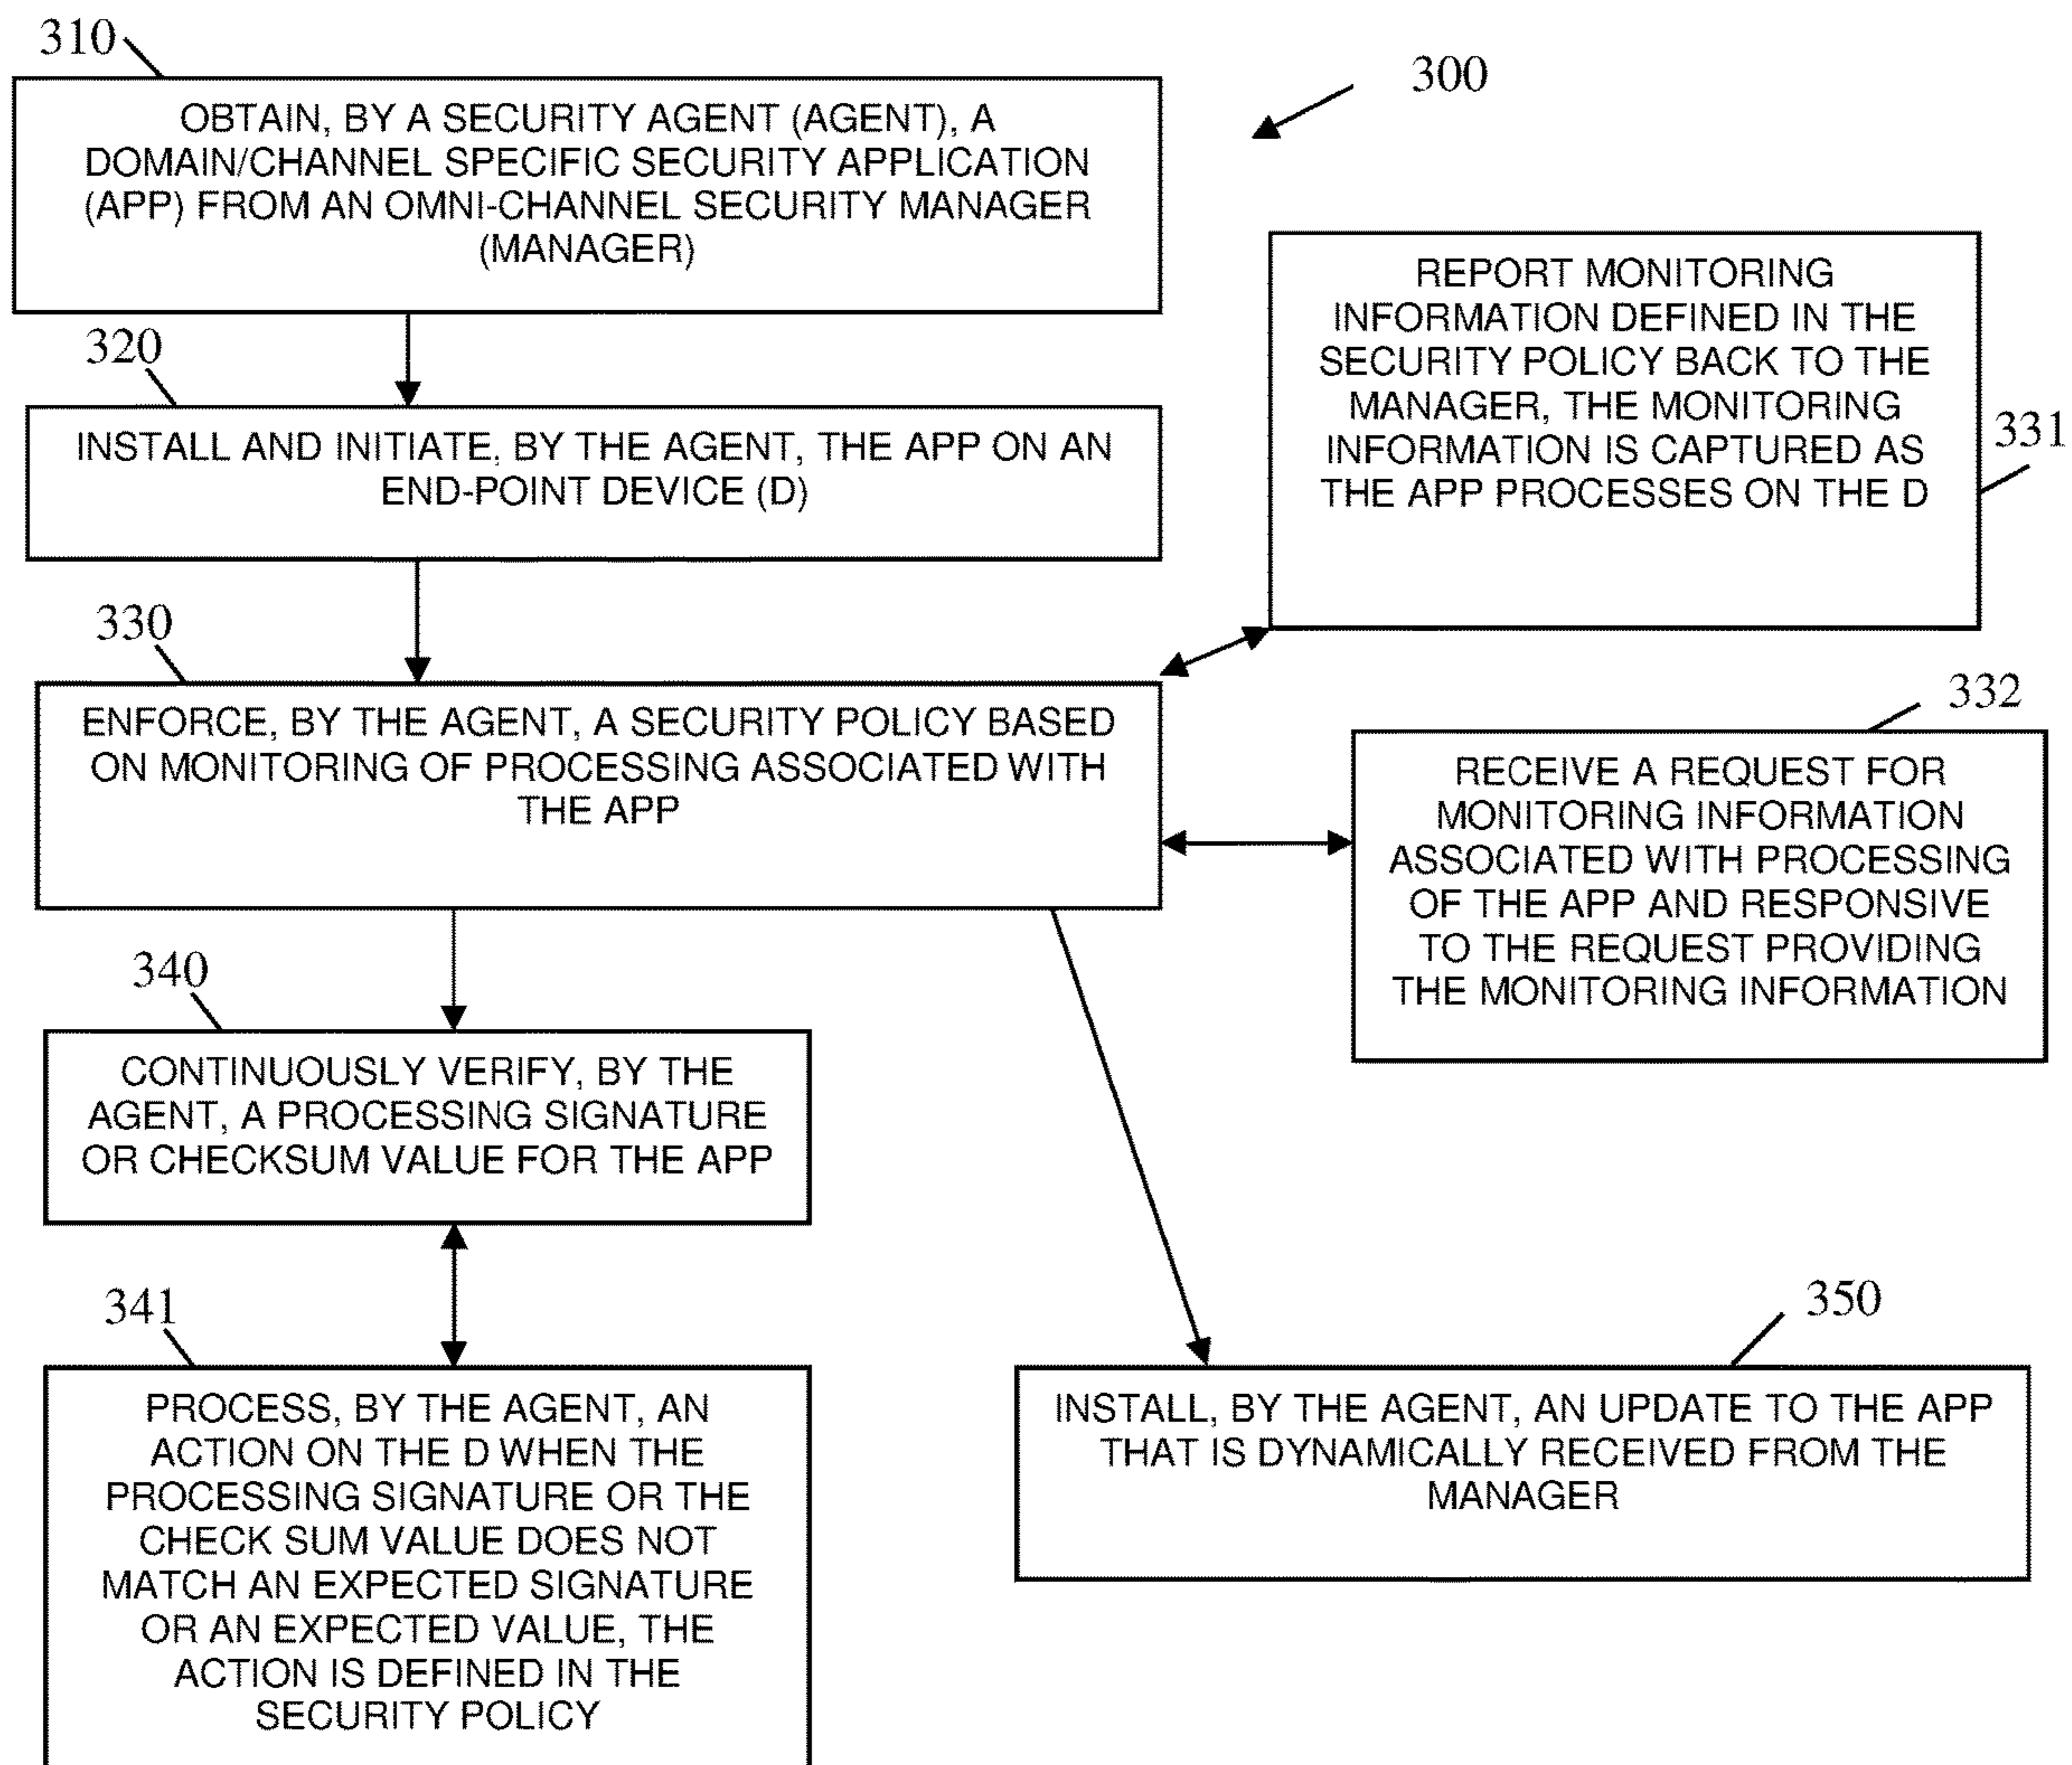 310
300
OBTAIN, BY A SECURITY AGENT (AGENT), A
DOMAIN/CHANNEL SPECIFIC SECURITY APPLICATION
(APP) FROM AN OMNI-CHANNEL SECURITY MANAGER
(MANAGER)
320
INSTALL AND INITIATE, BY THE AGENT, THE APP ON AN
END-POINT DEVICE (D)
REPORT MONITORING
INFORMATION DEFINED IN THE
SECURITY POLICY BACK TO THE
MANAGER, THE MONITORING
INFORMATION IS CAPTURED AS
THE APP PROCESSES ON THE D
331
330
ENFORCE, BY THE AGENT, A SECURITY POLICY BASED
ON MONITORING OF PROCESSING ASSOCIATED WITH
THE APP
332
RECEIVE A REQUEST FOR
MONITORING INFORMATION
ASSOCIATED WITH PROCESSING
OF THE APP AND RESPONSIVE
TO THE REQUEST PROVIDING
THE MONITORING INFORMATION
340
CONTINUOUSLY VERIFY, BY THE
AGENT, A PROCESSING SIGNATURE
OR CHECKSUM VALUE FOR THE APP
341
PROCESS, BY THE AGENT, AN
ACTION ON THE D WHEN THE
PROCESSING SIGNATURE OR THE
CHECK SUM VALUE DOES NOT
MATCH AN EXPECTED SIGNATURE
OR AN EXPECTED VALUE, THE
ACTION IS DEFINED IN THE
SECURITY POLICY
350
INSTALL, BY THE AGENT, AN UPDATE TO THE APP
THAT IS DYNAMICALLY RECEIVED FROM THE
MANAGER